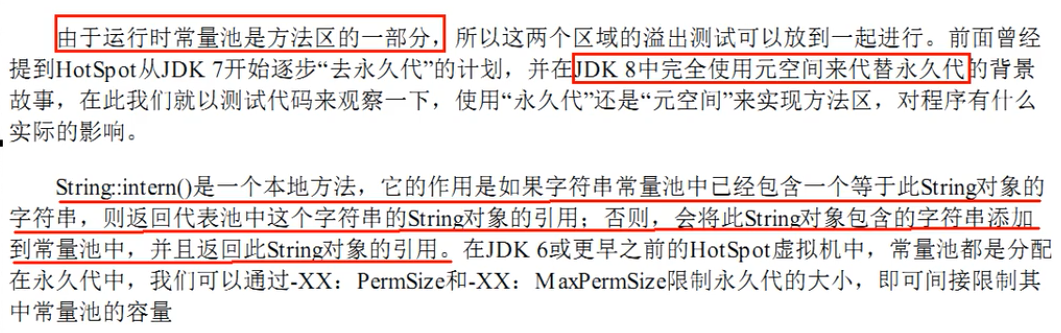 由于运行时常量池是方法区的一部分，所以这两个区域的溢出测试可以放到一起进行。前面曾经
提到HotSpot从JDK 7开始逐步“去永久代”的计划，并在JDK 8中完全使用元空间来代替永久代的背景
故事，在此我们就以测试代码来观察一下，使用“永久代”还是“元空间”来实现方法区，对程序有什么
实际的影响。
String::intern()是一个本地方法，它的作用是如果字符串常量池中已经包含一个等于此String对象的
字符串，则返回代表池中这个字符串的String对象的引用；否则，会将此String对象包含的字符串添加
到常量池中，并且返回此String对象的引用。在JDK 6或更早之前的HotSpot虚拟机中，常量池都是分配
在永久代中，我们可以通过-XX：PermSize和-XX：MaxPermSize限制永久代的大小，即可间接限制其
中常量池的容量